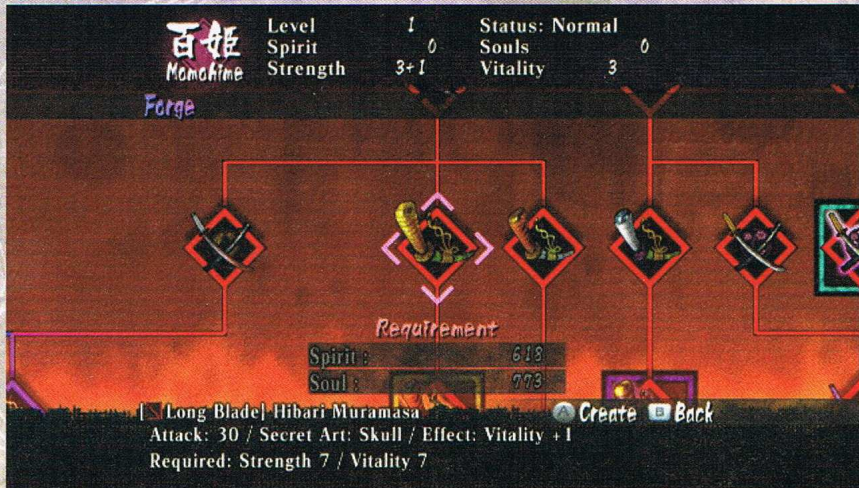 百姫
Momohime
Level 1 Status: Normal
Spirit 0 Souls 0
Strength 3+1 Vitality 3
Forge
Requirement
Spirit : 618
Soul : 773
[Long Blade] Hibari Muramasa
A Create B Back
Attack: 30 / Secret Art: Skull / Effect: Vitality +1
Required: Strength 7 / Vitality 7